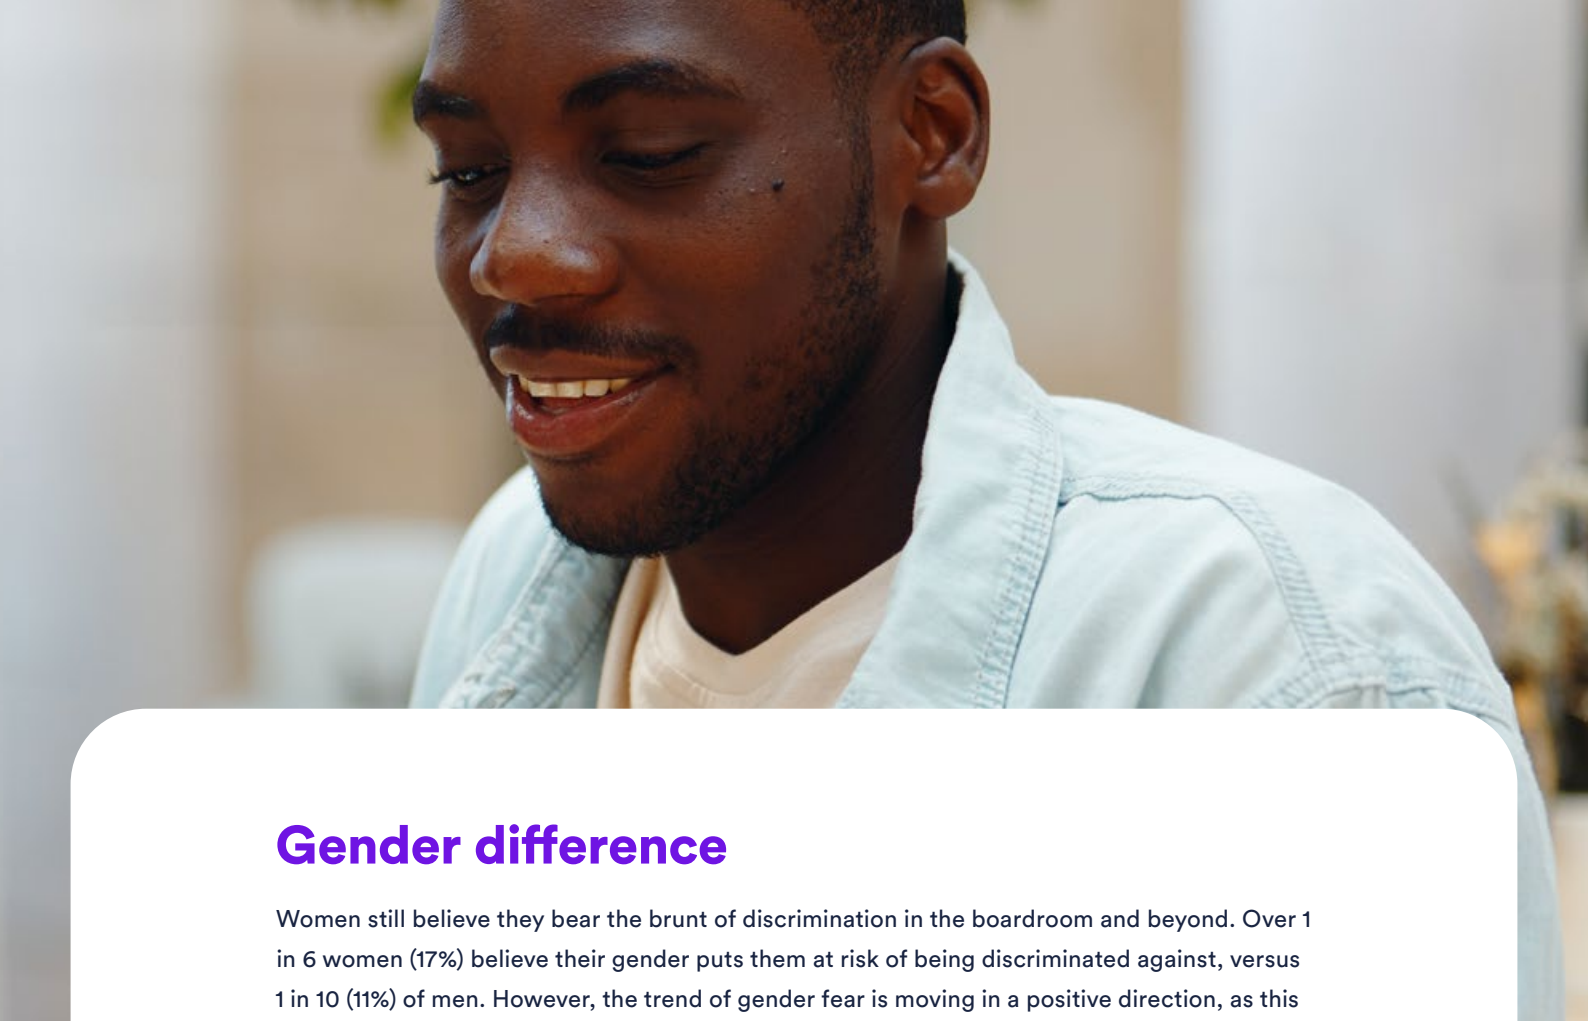 Gender difference
Women still believe they bear the brunt of discrimination in the boardroom and beyond. Over 1
in 6 women (17%) believe their gender puts them at risk of being discriminated against, versus
1 in 10 (11%) of men. However, the trend of gender fear is moving in a positive direction, as this